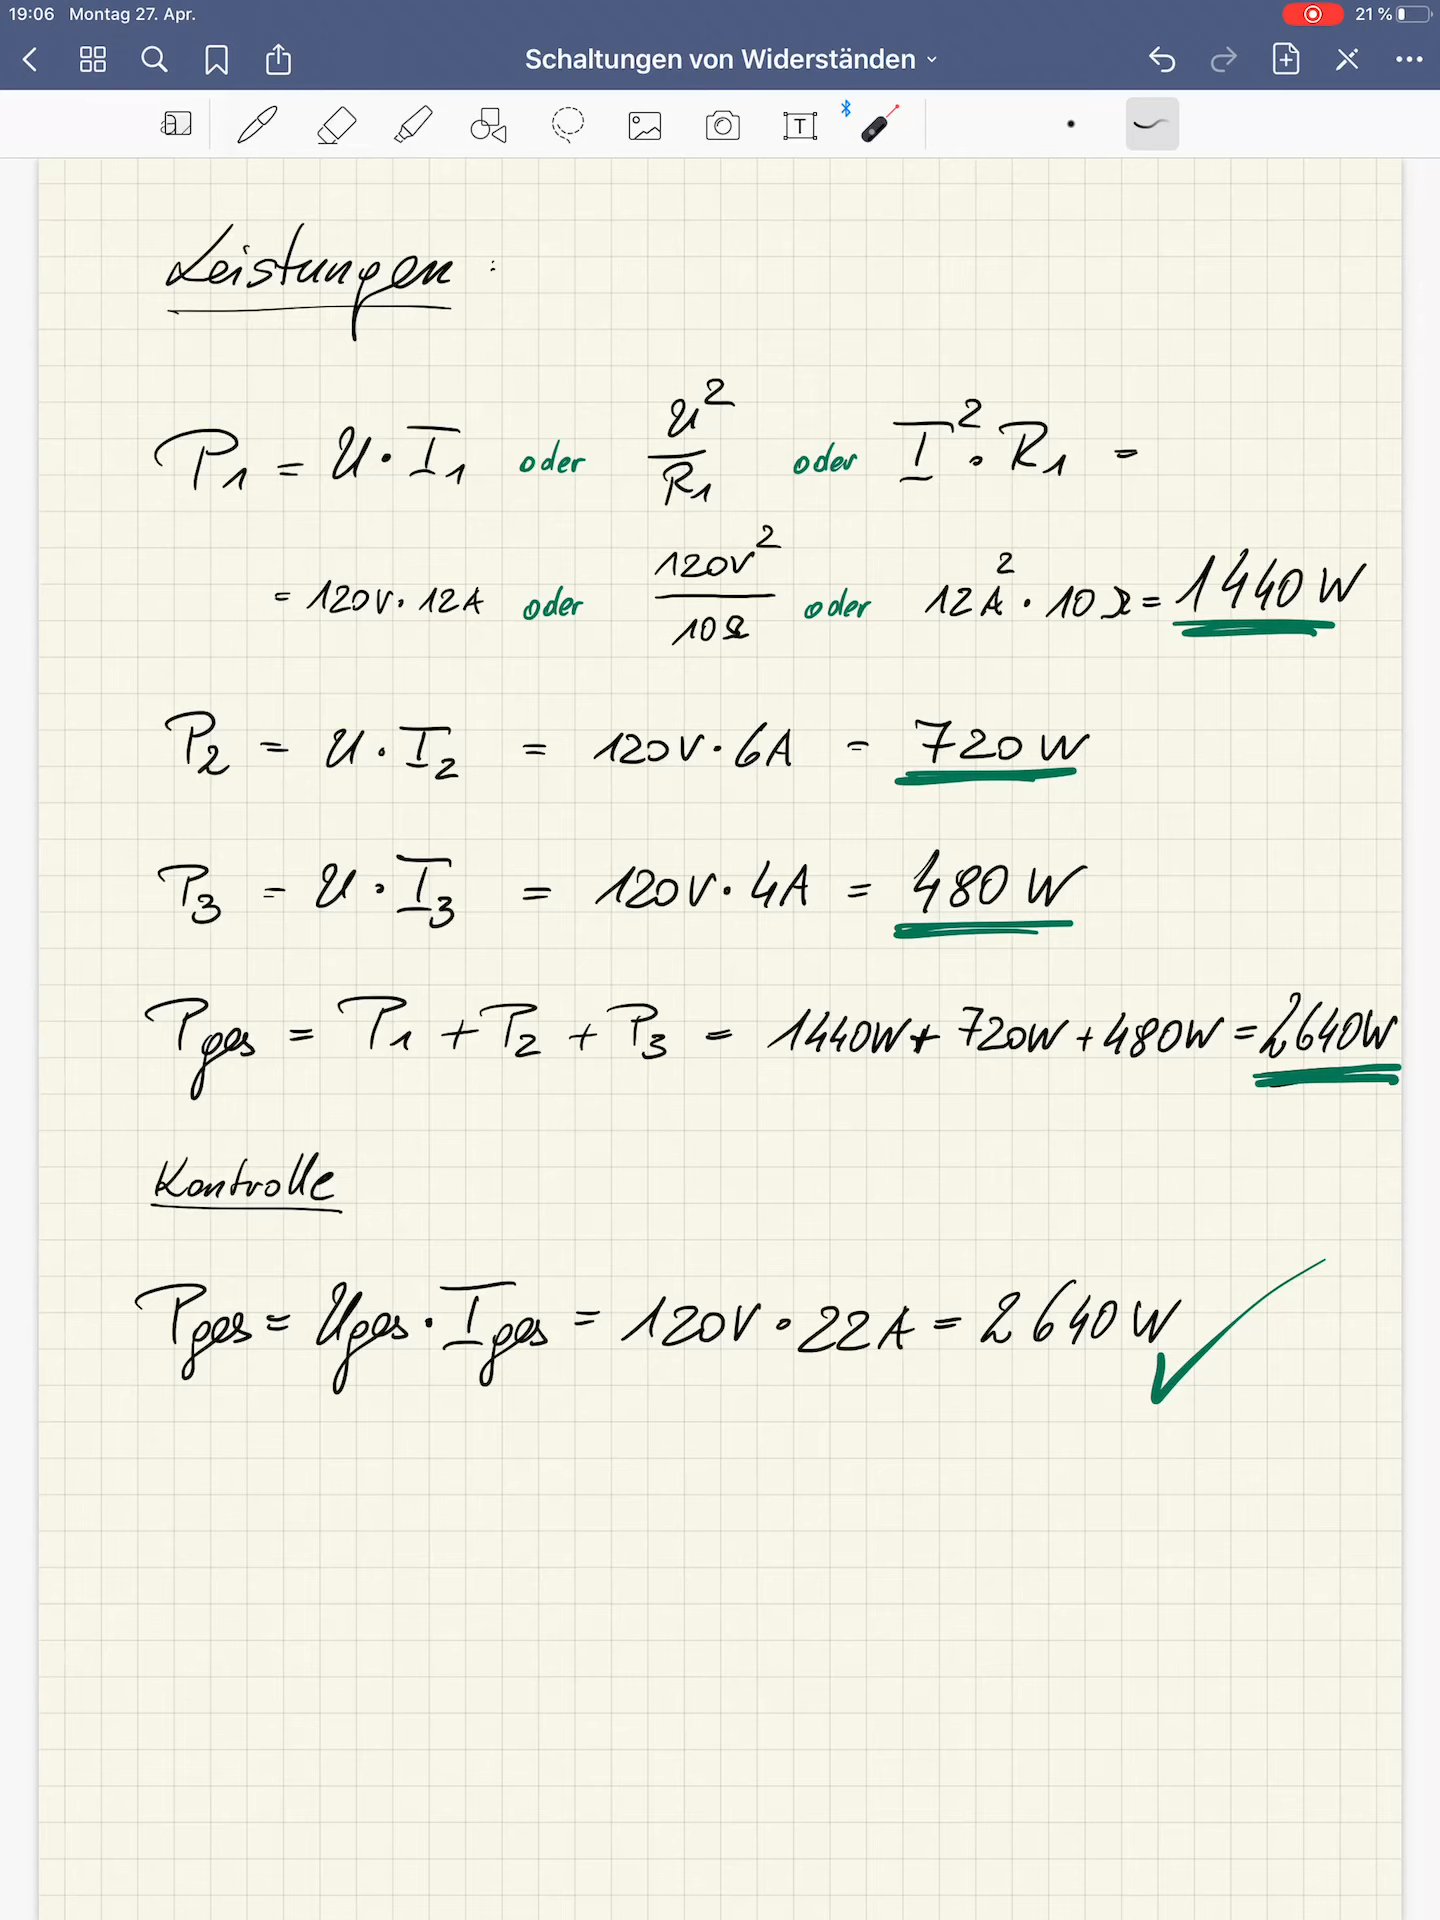 19:06 Montag 27. Apr. 21 %
Schaltungen von Widerständen
T
Leistungen :
P₁ = U · I₁ oder U²/R₁ oder I² · R₁ =
= 120V · 12A oder 120V²/10Ω oder 12A² · 10Ω = 1440 W
P₂ = U · I₂ = 120V · 6A = 720 W
P₃ = U · I₃ = 120V · 4A = 480 W
Pges = P₁ + P₂ + P₃ = 1440W + 720W + 480W = 2640W
Kontrolle
Pges = Uges · Iges = 120V · 22A = 2640 W